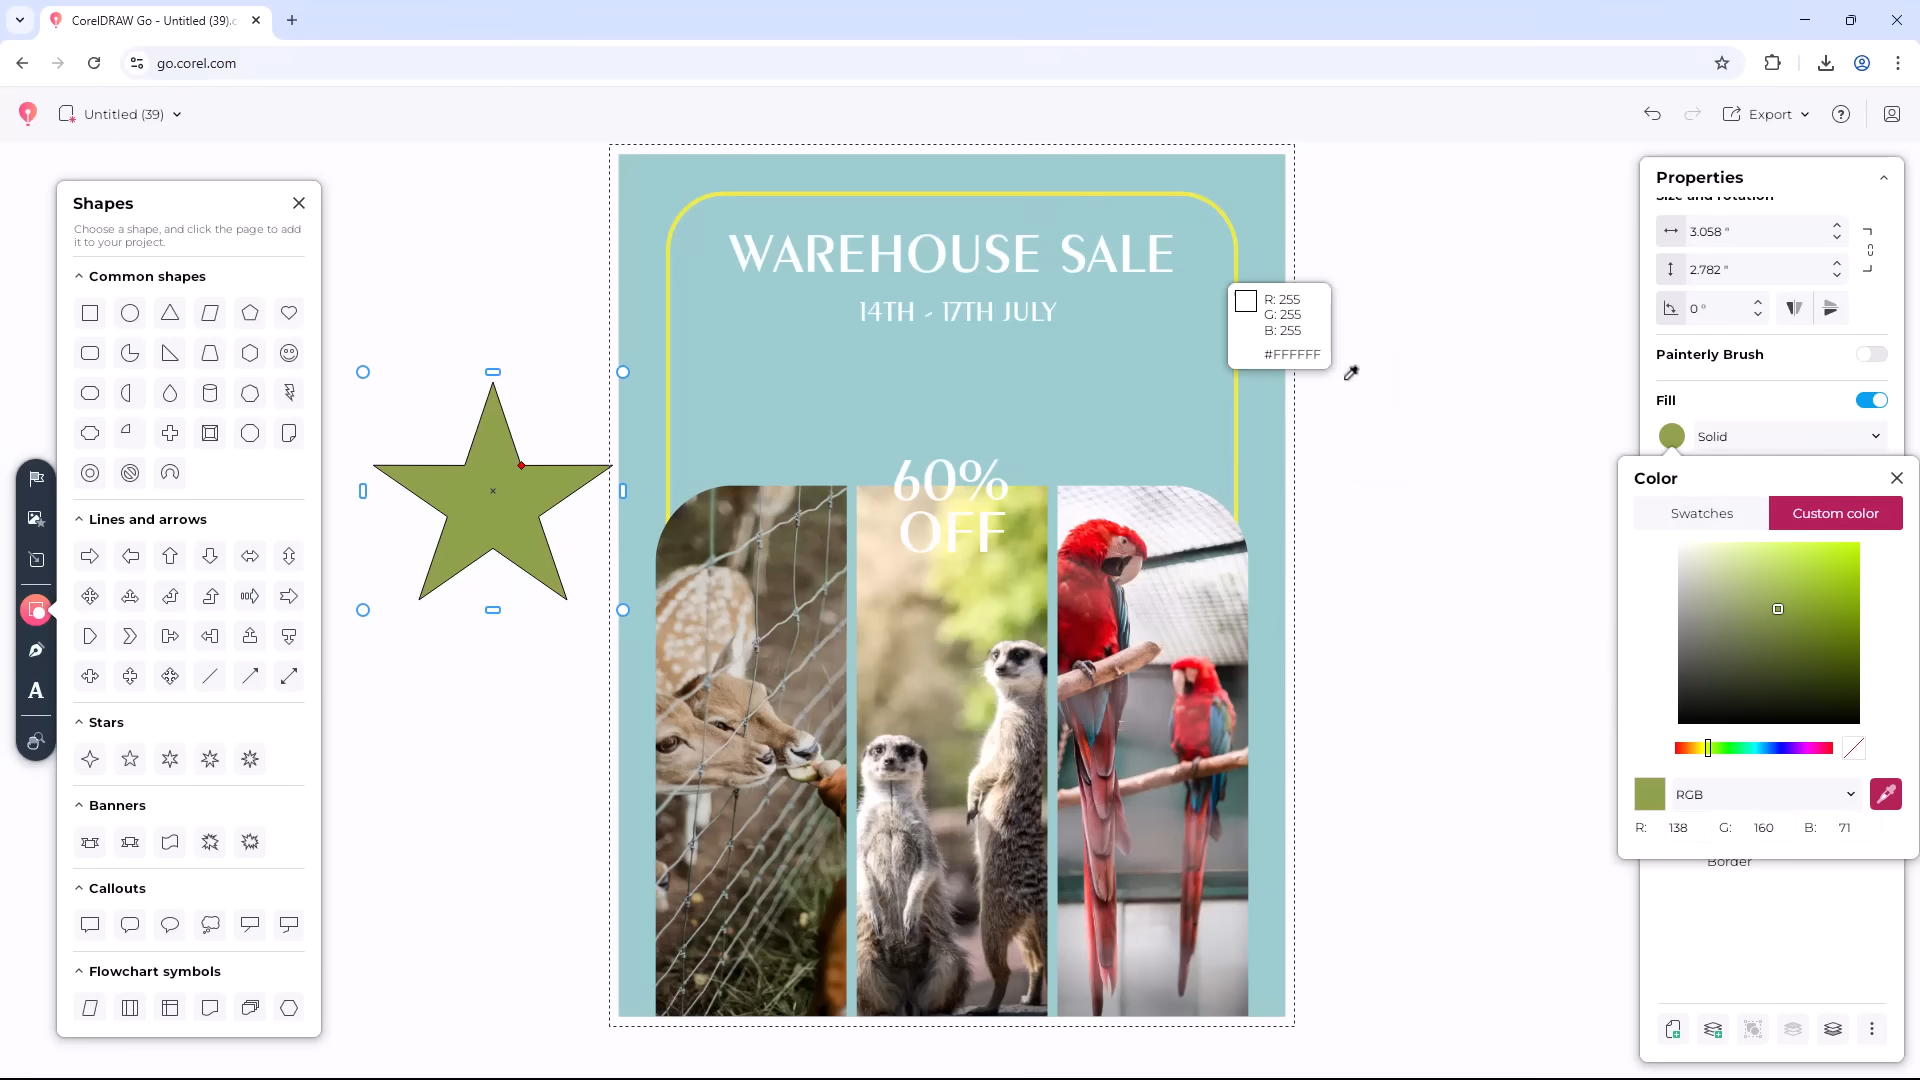 CorelDRAW Go - Untitled (39).c
go.corel.com
Untitled (39)
Export
Shapes
Choose a shape, and click the page to add
it to your project.
Common shapes
Lines and arrows
Stars
Banners
Callouts
Flowchart symbols
A
WAREHOUSE SALE
14TH - 17TH JULY
60%
OFF
R: 255
G: 255
B: 255
#FFFFFF
Properties
Size and rotation
3.058 "
2.782 "
0 °
Painterly Brush
Fill
Solid
Color
Swatches
Custom color
RGB
R: 138 G: 160 B: 71
Border